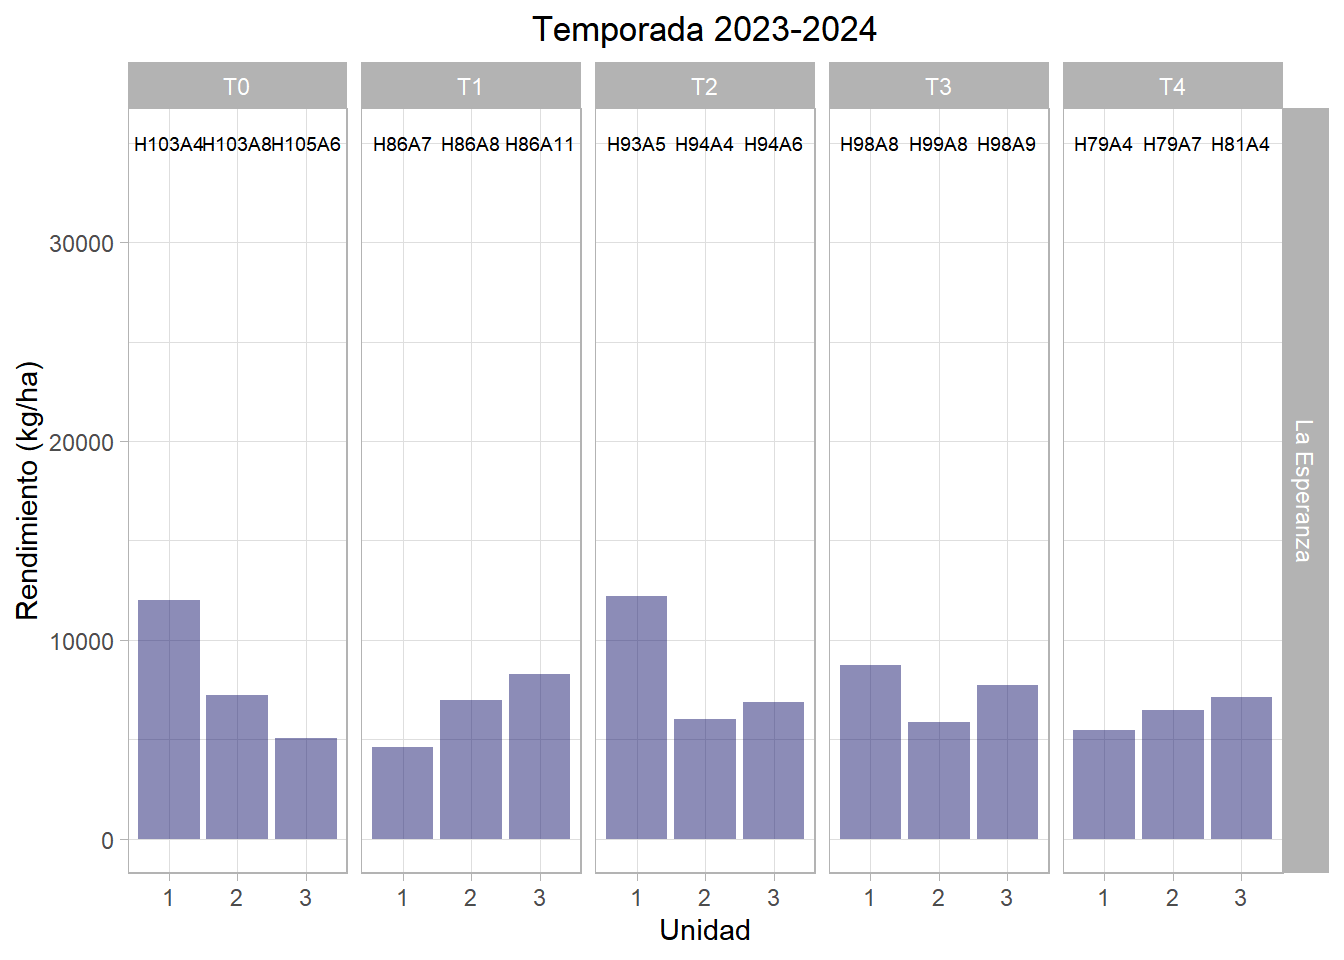 Temporada 2023-2024
T0 T1 T2 T3 T4
H103A4 H103A8 H105A6 H86A7 H86A8 H86A11 H93A5 H94A4 H94A6 H98A8 H99A8 H98A9 H79A4 H79A7 H81A4
30000
20000
10000
0
Rendimiento (kg/ha)
La Esperanza
1 2 3 1 2 3 1 2 3 1 2 3 1 2 3
Unidad